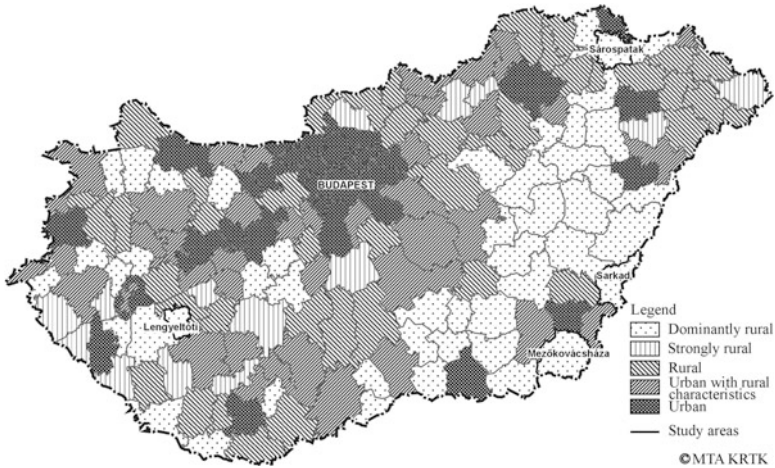 Sárospatak
BUDAPEST
Sarkad
Lengyeltóti
Mezőkovácsháza
Legend
Dominantly rural
Strongly rural
Rural
Urban with rural
characteristics
Urban
Study areas
©MTA KRTK